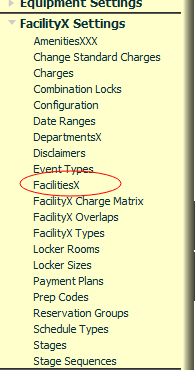 Equipment Settings
FacilityX Settings
AmenitiesXXX
Change Standard Charges
Charges
Combination Locks
Configuration
Date Ranges
DepartmentsX
Disclaimers
Event Types
FacilitiesX
FacilityX Charge Matrix
FacilityX Overlaps
FacilityX Types
Locker Rooms
Locker Sizes
Payment Plans
Prep Codes
Reservation Groups
Schedule Types
Stages
Stage Sequences